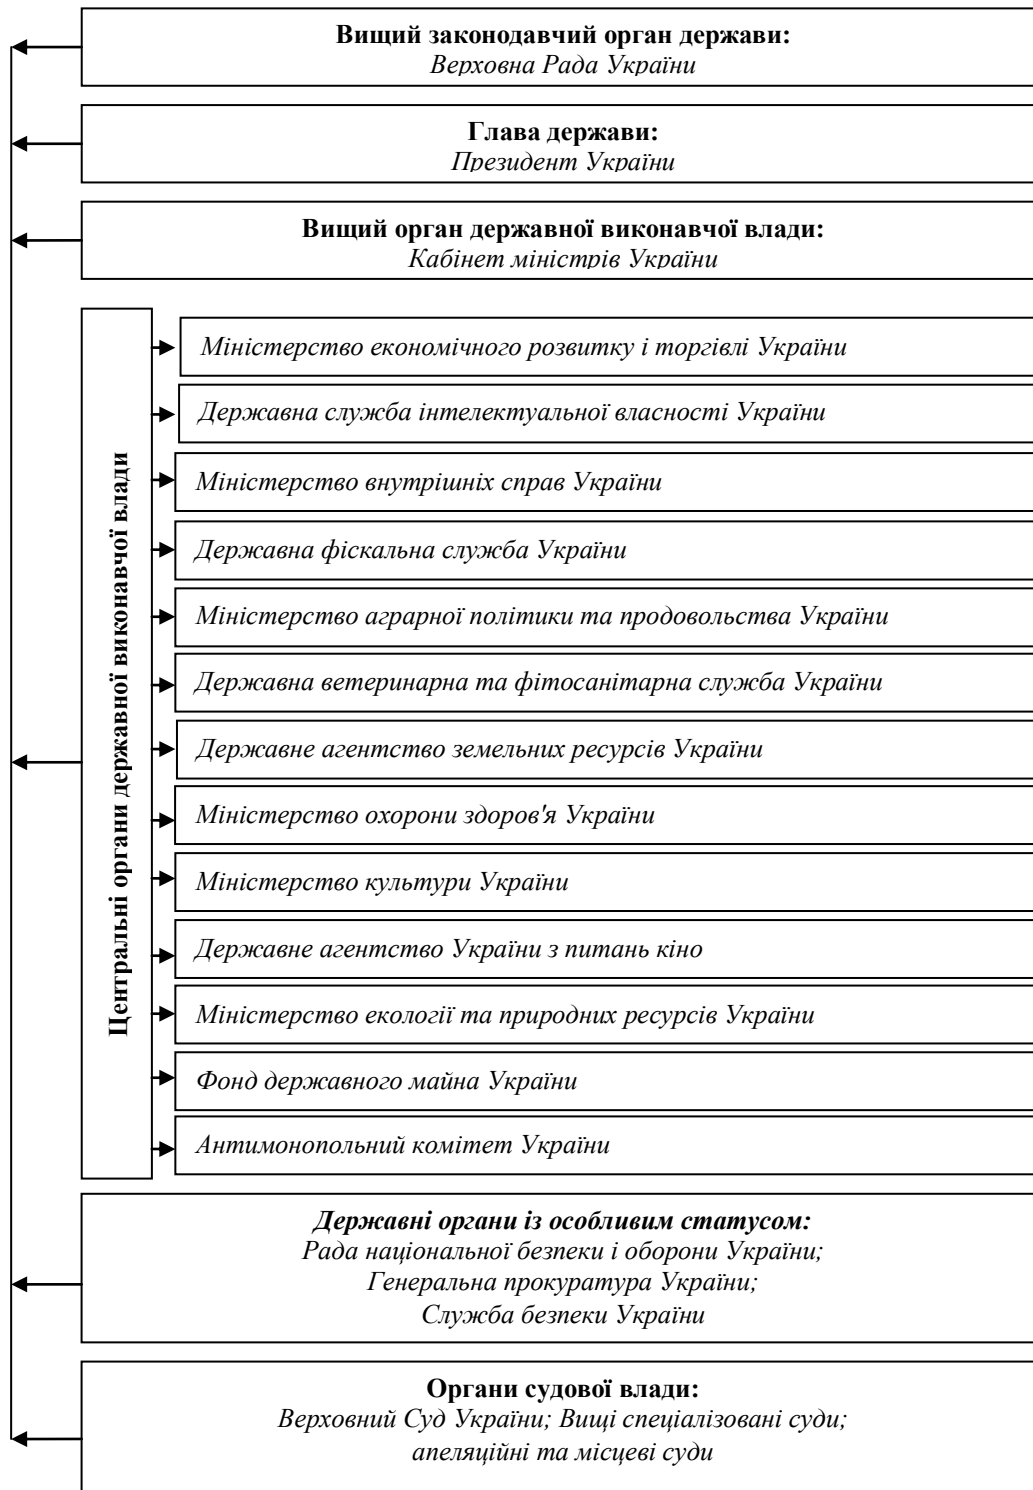 Вищий законодавчий орган держави:
Верховна Рада України
Глава держави:
Президент України
Вищий орган державної виконавчої влади:
Кабінет міністрів України
Центральні органи державної виконавчої влади
Міністерство економічного розвитку і торгівлі України
Державна служба інтелектуальної власності України
Міністерство внутрішніх справ України
Державна фіскальна служба України
Міністерство аграрної політики та продовольства України
Державна ветеринарна та фітосанітарна служба України
Державне агентство земельних ресурсів України
Міністерство охорони здоров'я України
Міністерство культури України
Державне агентство України з питань кіно
Міністерство екології та природних ресурсів України
Фонд державного майна України
Антимонопольний комітет України
Державні органи із особливим статусом:
Рада національної безпеки і оборони України;
Генеральна прокуратура України;
Служба безпеки України
Органи судової влади:
Верховний Суд України; Вищі спеціалізовані суди;
апеляційні та місцеві суди